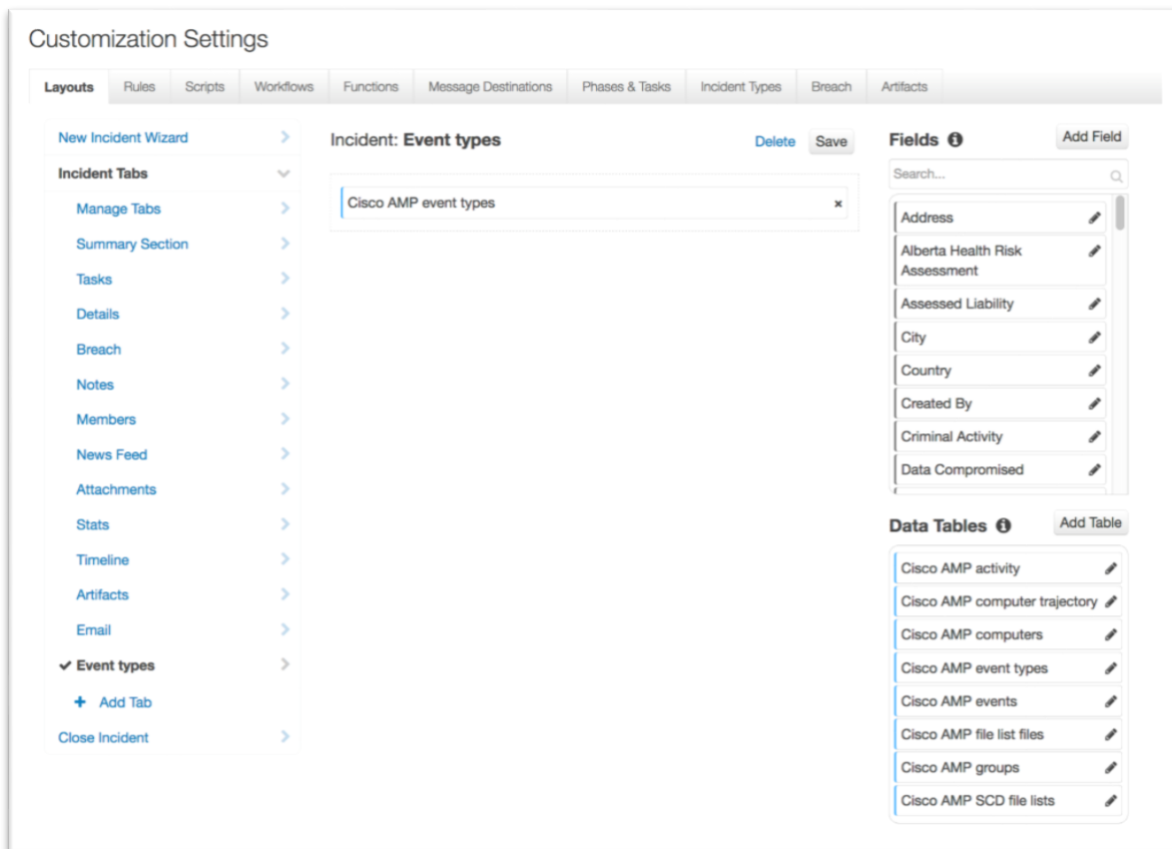 Customization Settings
Layouts Rules Scripts Workflows Functions Message Destinations Phases & Tasks Incident Types Breach Artifacts
New Incident Wizard
Incident Tabs
Manage Tabs
Summary Section
Tasks
Details
Breach
Notes
Members
News Feed
Attachments
Stats
Timeline
Artifacts
Email
Event types
+ Add Tab
Close Incident
Incident: Event types Delete Save
Cisco AMP event types ×
Fields Add Field
Search...
Address
Alberta Health Risk
Assessment
Assessed Liability
City
Country
Created By
Criminal Activity
Data Compromised
Data Tables Add Table
Cisco AMP activity
Cisco AMP computer trajectory
Cisco AMP computers
Cisco AMP event types
Cisco AMP events
Cisco AMP file list files
Cisco AMP groups
Cisco AMP SCD file lists